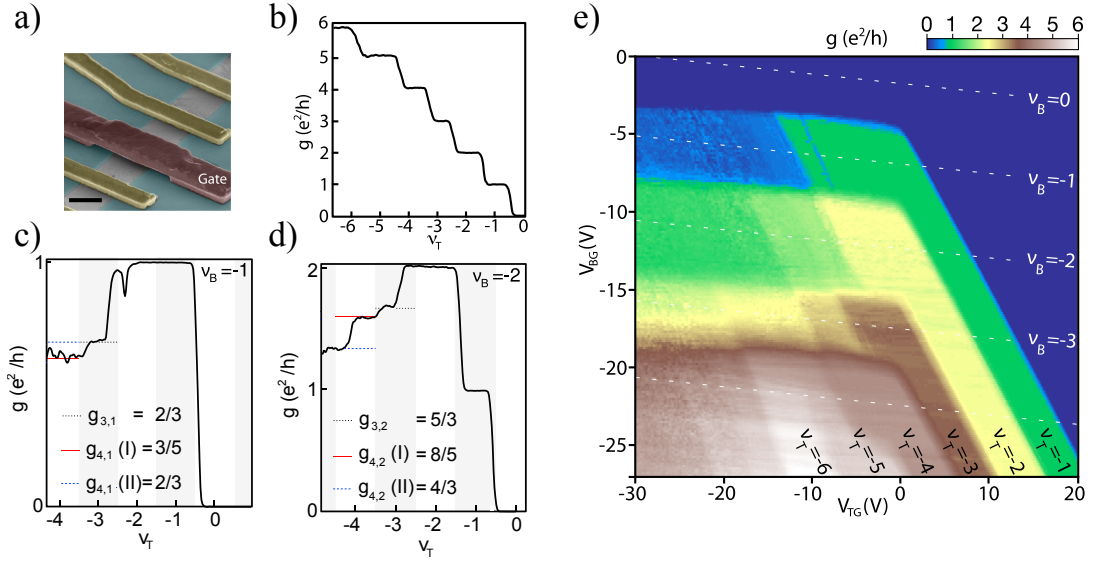 a)
Gate
b)
g (e²/h)
6
5
4
3
2
1
0
-6 -5 -4 -3 -2 -1 0
ν_T
c)
ν_B=-1
g (e²/h)
1
0
g_3,1 = 2/3
g_4,1 (I) = 3/5
g_4,1 (II) = 2/3
-4 -3 -2 -1 0
ν_T
d)
ν_B=-2
g (e²/h)
2
1
0
g_3,2 = 5/3
g_4,2 (I) = 8/5
g_4,2 (II) = 4/3
-4 -3 -2 -1 0
ν_T
e)
g (e²/h)
0 1 2 3 4 5 6
V_BG (V)
0
-5
-10
-15
-20
-25
ν_B=0
ν_B=-1
ν_B=-2
ν_B=-3
ν_T=-6
ν_T=-5
ν_T=-4
ν_T=-3
ν_T=-2
ν_T=-1
-30 -20 -10 0 10 20
V_TG (V)